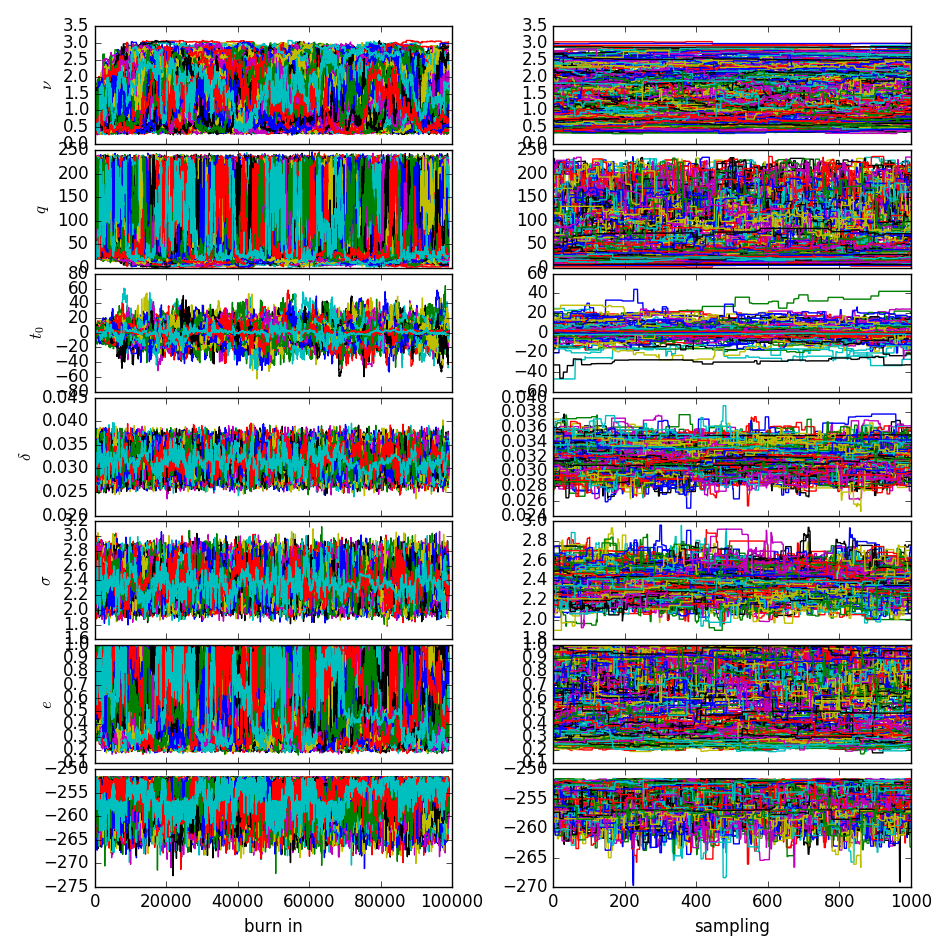 3.5 3.0 2.5 2.0 1.5 1.0 0.5 0.0
ν
3.5 3.0 2.5 2.0 1.5 1.0 0.5 0.0
250 200 150 100 50 0
q
250 200 150 100 50 0
80 60 40 20 0 −20 −40 −60 −80
t₀
60 40 20 0 −20 −40 −60
0.045 0.040 0.035 0.030 0.025 0.020
δ
0.040 0.038 0.036 0.034 0.032 0.030 0.028 0.026 0.024
3.2 3.0 2.8 2.6 2.4 2.2 2.0 1.8 1.6
σ
3.0 2.8 2.6 2.4 2.2 2.0 1.8
1.0 0.9 0.8 0.7 0.6 0.5 0.4 0.3 0.2 0.1
e
1.0 0.9 0.8 0.7 0.6 0.5 0.4 0.3 0.2 0.1
−250 −255 −260 −265 −270 −275
−250 −255 −260 −265 −270
0 20000 40000 60000 80000 100000
burn in
0 200 400 600 800 1000
sampling